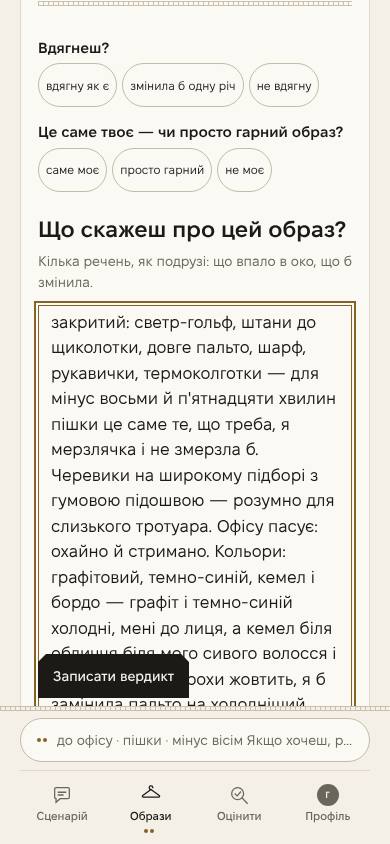 Вдягнеш?
вдягну як є
змінила б одну річ
не вдягну
Це саме твоє — чи просто гарний образ?
саме моє
просто гарний
не моє
Що скажеш про цей образ?
Кілька речень, як подрузі: що впало в око, що б
змінила.
закритий: светр-гольф, штани до
щиколотки, довге пальто, шарф,
рукавички, термоколготки — для
мінус восьми й п'ятнадцяти хвилин
пішки це саме те, що треба, я
мерзлячка і не змерзла б.
Черевики на широкому підборі з
гумовою підошвою — розумно для
слизького тротуара. Офісу пасує:
охайно й стримано. Кольори:
графітовий, темно-синій, кемел і
бордо — графіт і темно-синій
холодні, мені до лиця, а кемел біля
обличчя біля мого сивого волосся і
жовтить, я б
замінила пальто на холодніший
Записати вердикт
до офісу · пішки · мінус вісім Якщо хочеш, р...
Сценарій
Образи
Оцінити
г
Профіль